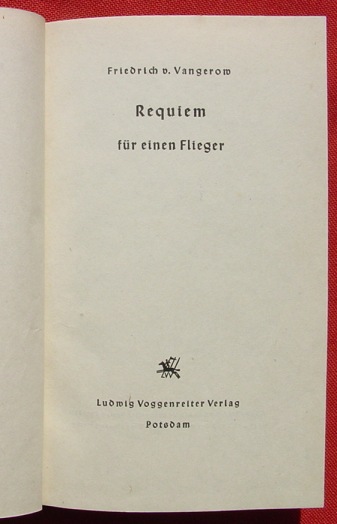 Friedrich v. Vangerow
Requiem
für einen Flieger
Ludwig Voggenreiter Verlag
Potsdam